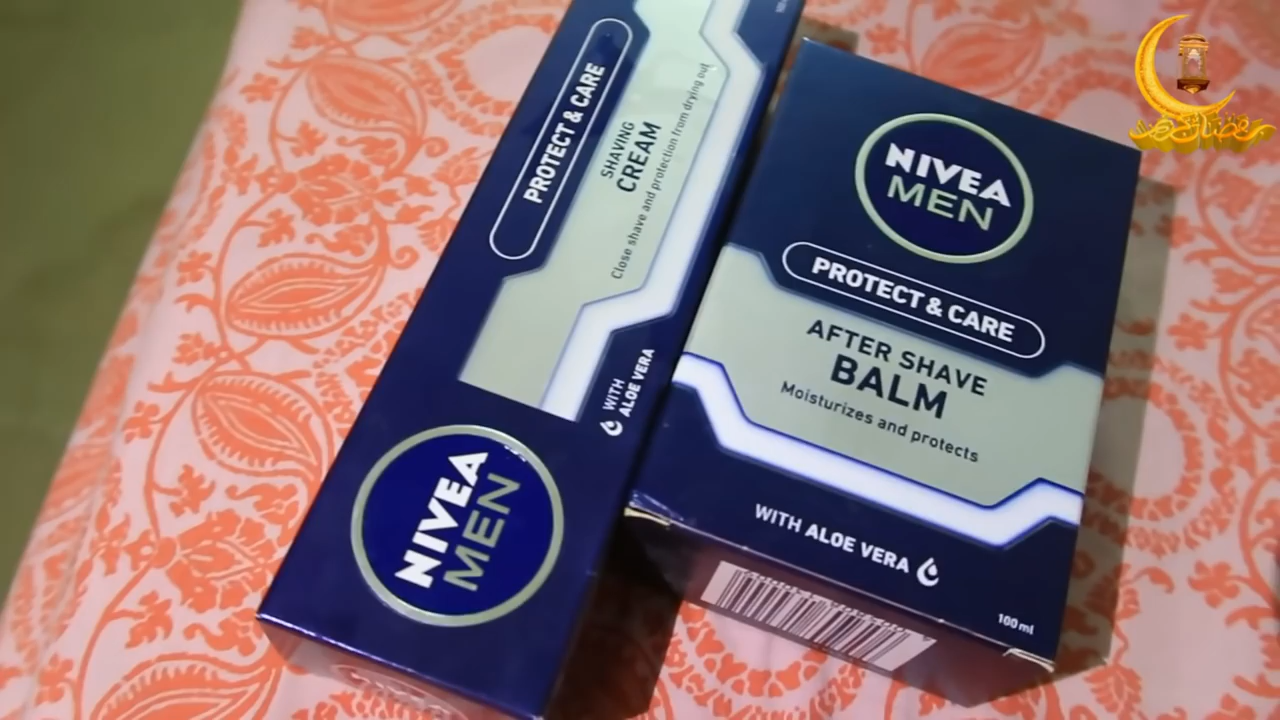 PROTECT & CARE
SHAVING
CREAM
Close shave and protection from drying out
WITH
ALOE VERA
NIVEA
MEN
NIVEA
MEN
PROTECT & CARE
AFTER SHAVE
BALM
Moisturizes and protects
WITH ALOE VERA
100 ml